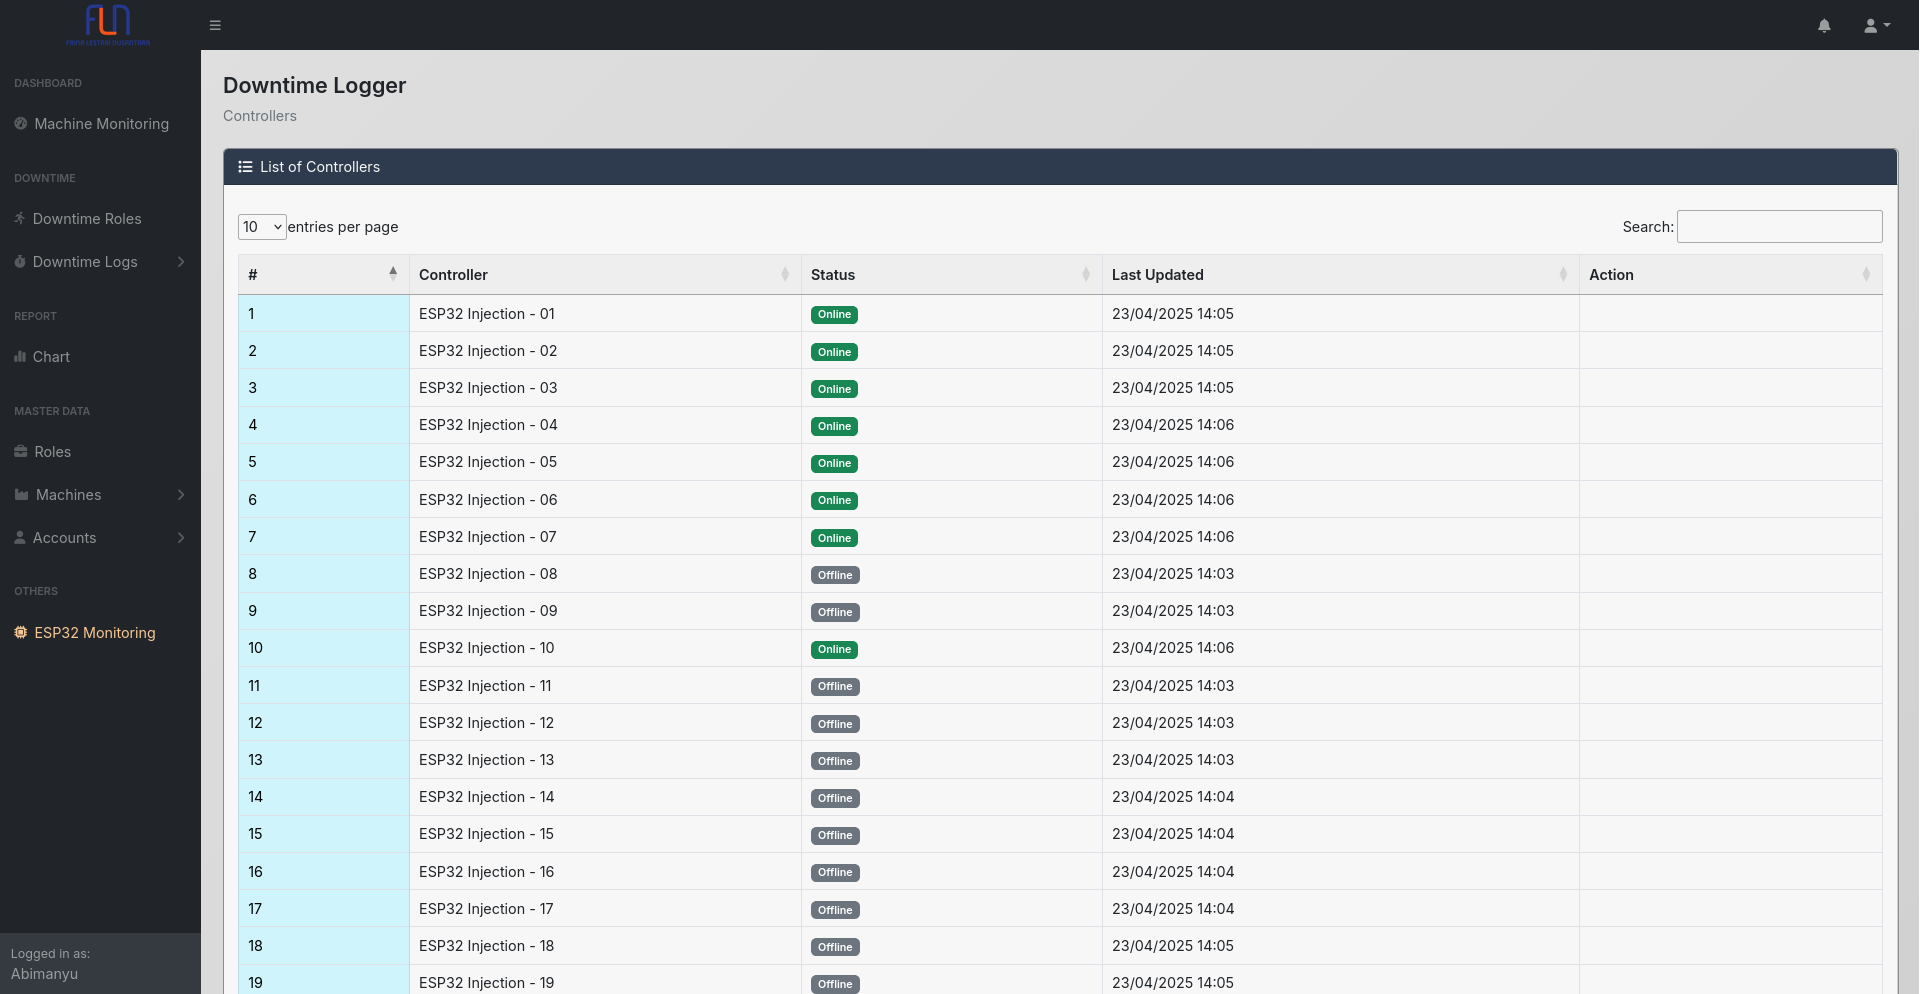 FLN
Downtime Logger
Controllers
DASHBOARD
Machine Monitoring
DOWNTIME
Downtime Roles
Downtime Logs
REPORT
Chart
MASTER DATA
Roles
Machines
Accounts
OTHERS
ESP32 Monitoring
Logged in as:
Abimanyu
List of Controllers
10 entries per page Search:
# Controller Status Last Updated Action
1 ESP32 Injection - 01 Online 23/04/2025 14:05
2 ESP32 Injection - 02 Online 23/04/2025 14:05
3 ESP32 Injection - 03 Online 23/04/2025 14:05
4 ESP32 Injection - 04 Online 23/04/2025 14:06
5 ESP32 Injection - 05 Online 23/04/2025 14:06
6 ESP32 Injection - 06 Online 23/04/2025 14:06
7 ESP32 Injection - 07 Online 23/04/2025 14:06
8 ESP32 Injection - 08 Offline 23/04/2025 14:03
9 ESP32 Injection - 09 Offline 23/04/2025 14:03
10 ESP32 Injection - 10 Online 23/04/2025 14:06
11 ESP32 Injection - 11 Offline 23/04/2025 14:03
12 ESP32 Injection - 12 Offline 23/04/2025 14:03
13 ESP32 Injection - 13 Offline 23/04/2025 14:03
14 ESP32 Injection - 14 Offline 23/04/2025 14:04
15 ESP32 Injection - 15 Offline 23/04/2025 14:04
16 ESP32 Injection - 16 Offline 23/04/2025 14:04
17 ESP32 Injection - 17 Offline 23/04/2025 14:04
18 ESP32 Injection - 18 Offline 23/04/2025 14:05
19 ESP32 Injection - 19 Offline 23/04/2025 14:05